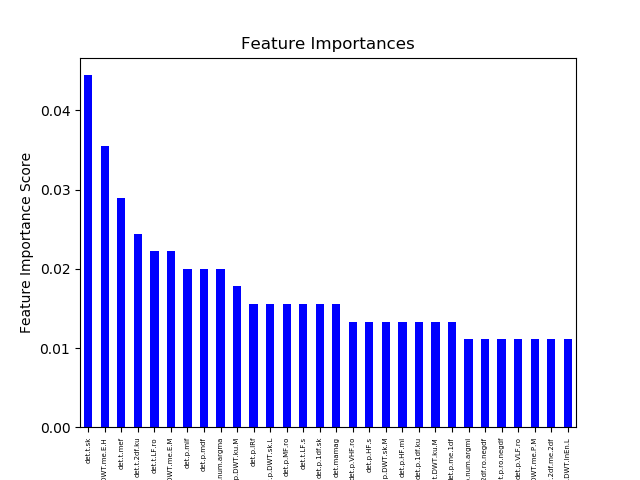 Feature Importances
Feature Importance Score
0.04
0.03
0.02
0.01
0.00
det.t.sk
DWT.me.E.H
det.t.mef
det.t.2df.ku
det.t.LF.ro
DWT.me.E.M
det.p.mif
det.p.mdf
.num.argma
p.DWT.ku.M
det.p.IRf
.p.DWT.sk.L
det.p.MF.ro
det.t.LF.s
det.p.1df.sk
det.mamag
det.p.VHF.ro
det.p.HF.s
p.DWT.sk.M
det.p.HF.ml
det.p.1df.ku
t.DWT.ku.M
det.p.me.1df
.num.argmi
2df.ro.negdf
t.p.ro.negdf
det.p.VLF.ro
DWT.me.P.M
.2df.me.2df
.DWT.nEn.L